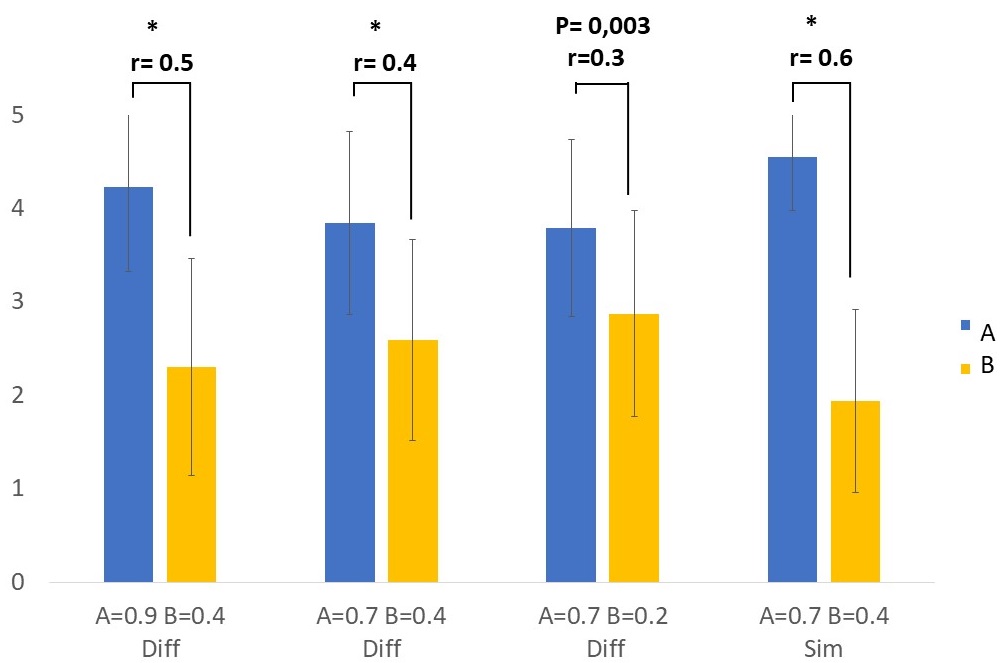 *
r= 0.5
*
r= 0.4
P= 0,003
r=0.3
*
r= 0.6
5
4
3
2
1
0
A
B
A=0.9 B=0.4
Diff
A=0.7 B=0.4
Diff
A=0.7 B=0.2
Diff
A=0.7 B=0.4
Sim